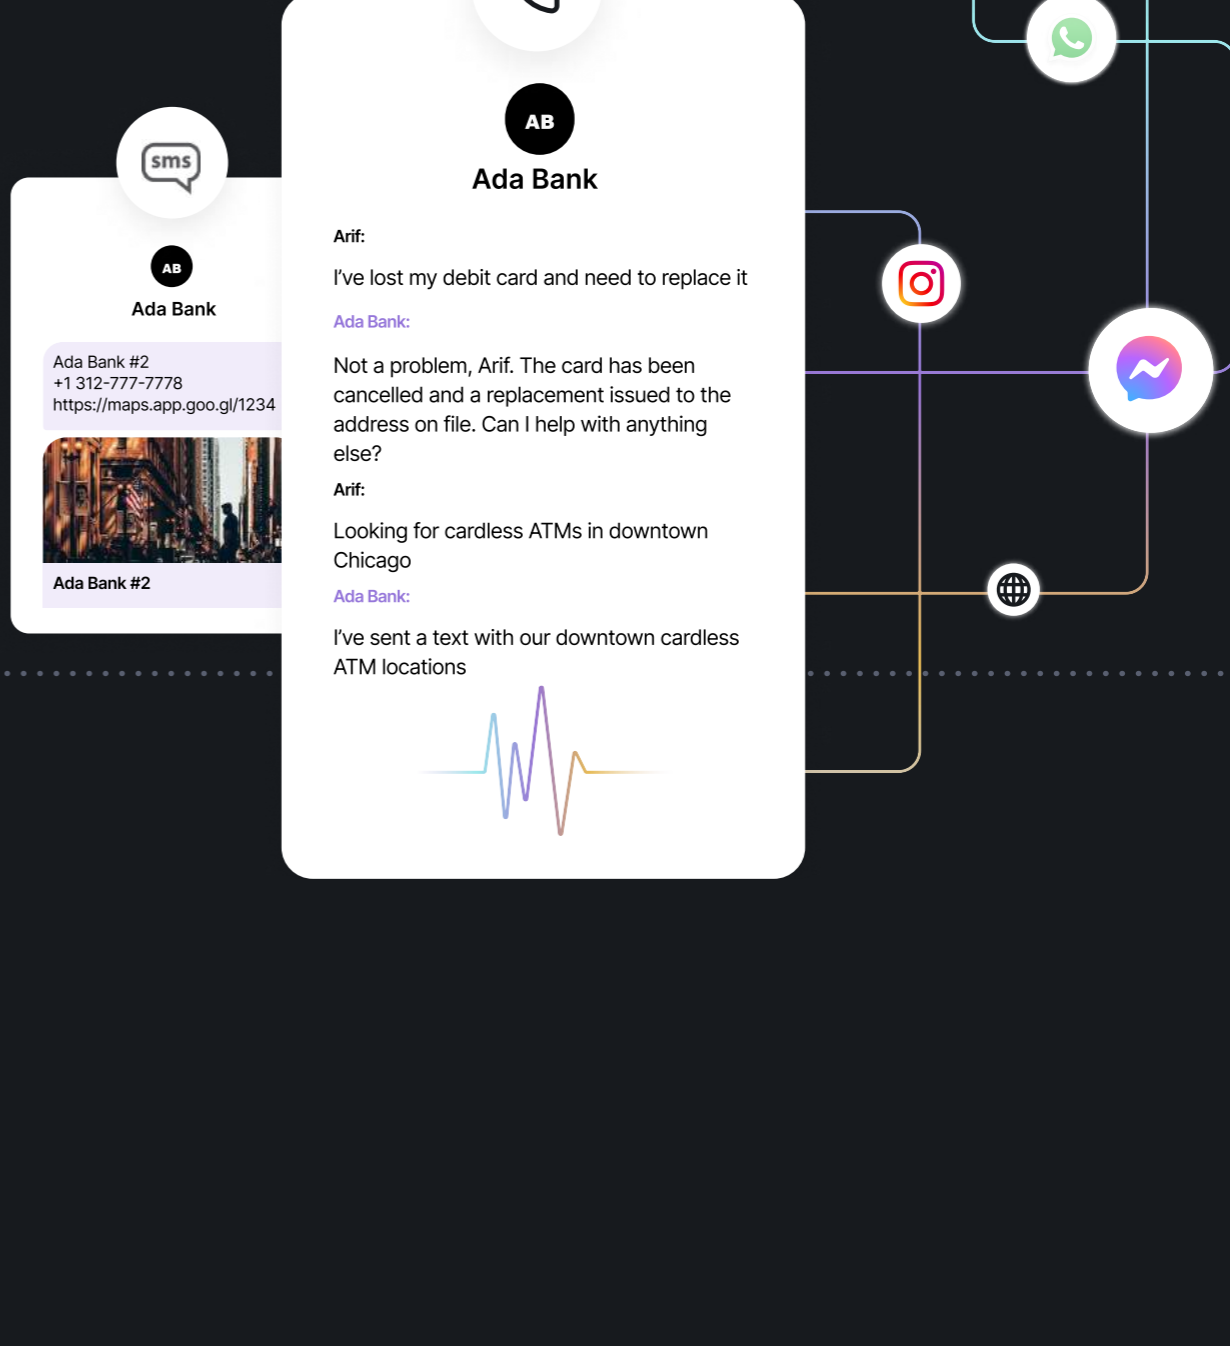 sms
AB
Ada Bank
Ada Bank #2
+1 312-777-7778
https://maps.app.goo.gl/1234
Ada Bank #2
AB
Ada Bank
Arif:
I've lost my debit card and need to replace it
Ada Bank:
Not a problem, Arif. The card has been
cancelled and a replacement issued to the
address on file. Can I help with anything
else?
Arif:
Looking for cardless ATMs in downtown
Chicago
Ada Bank:
I've sent a text with our downtown cardless
ATM locations